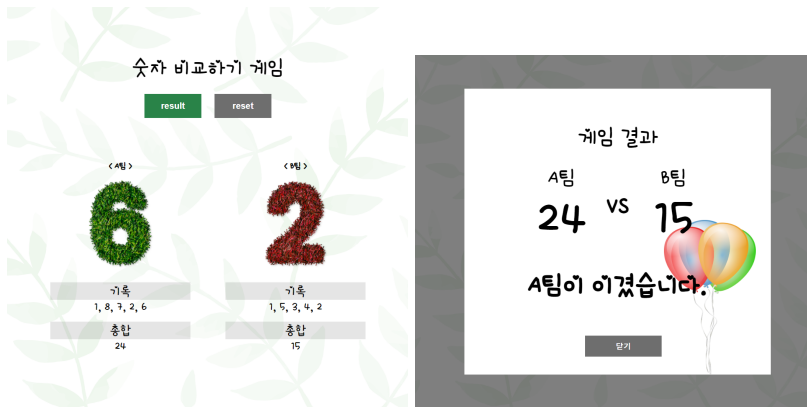 숫자 비교하기 게임
result reset
< A팀 > < B팀 >
6 2
기록 기록
1, 8, 7, 2, 6 1, 5, 3, 4, 2
총합 총합
24 15
게임 결과
A팀 B팀
24 VS 15
A팀이 이겼습니다.
닫기